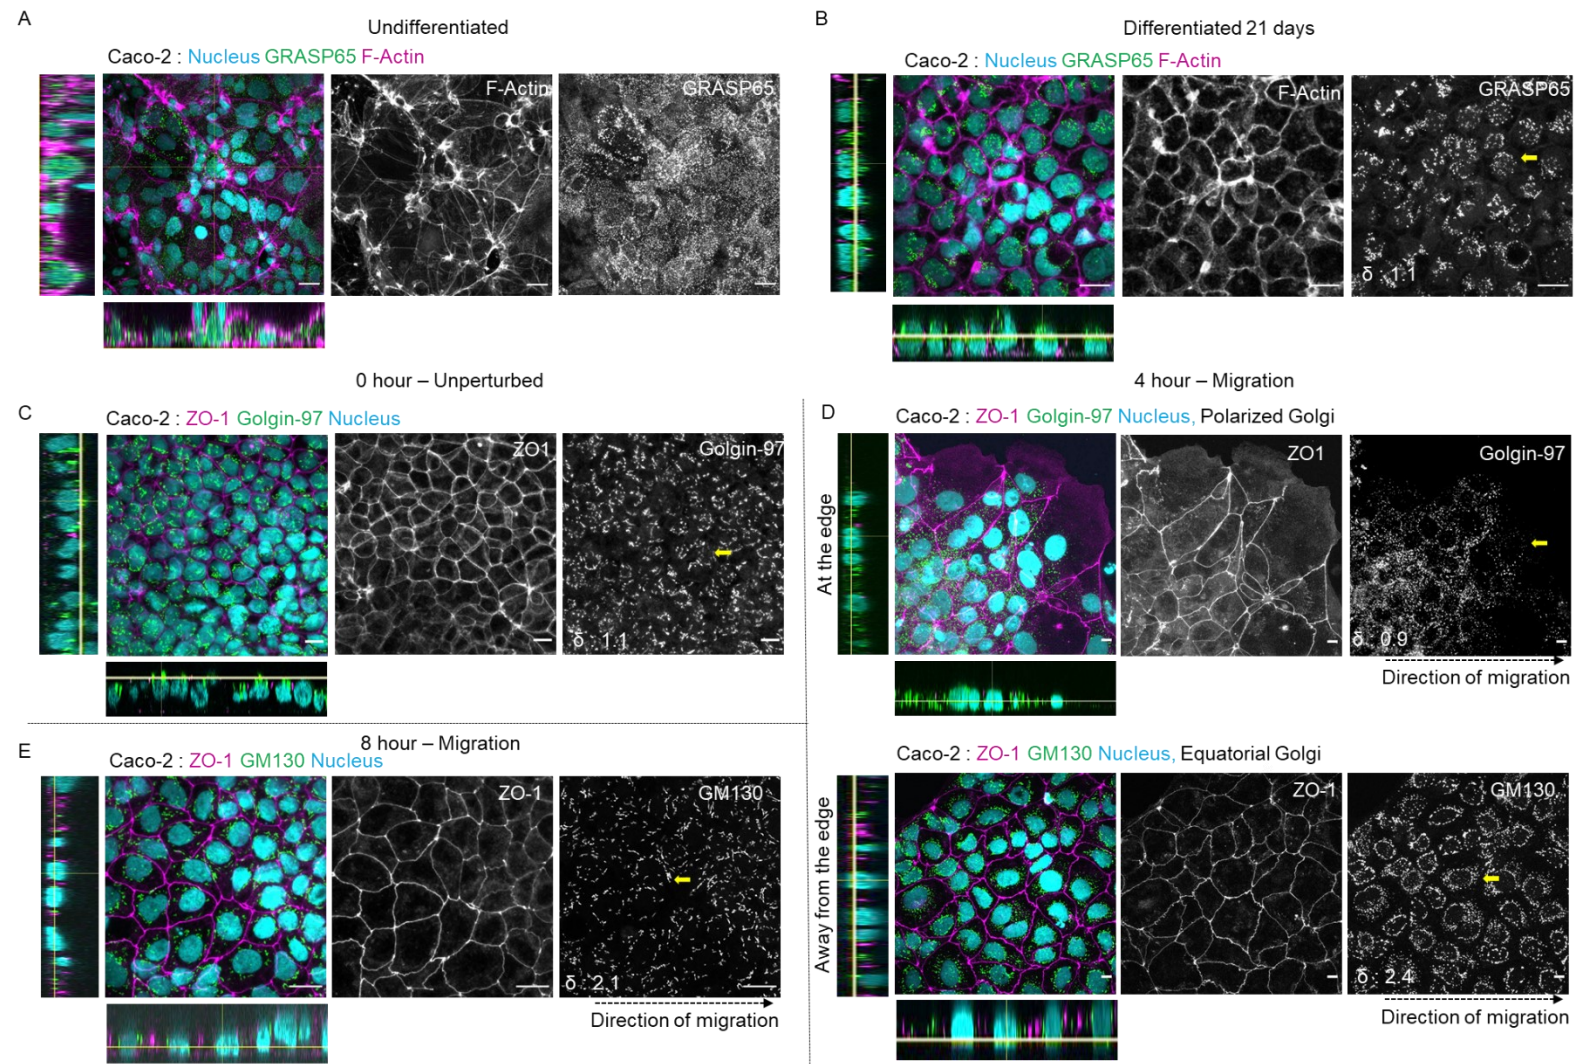 A
Undifferentiated
Caco-2 : Nucleus GRASP65 F-Actin
F-Actin
GRASP65
B
Differentiated 21 days
Caco-2 : Nucleus GRASP65 F-Actin
F-Actin
GRASP65
δ : 1.1
0 hour – Unperturbed
C
Caco-2 : ZO-1 Golgin-97 Nucleus
ZO1
Golgin-97
δ : 1.1
4 hour – Migration
D
Caco-2 : ZO-1 Golgin-97 Nucleus, Polarized Golgi
At the edge
ZO1
Golgin-97
δ : 0.9
Direction of migration
8 hour – Migration
E
Caco-2 : ZO-1 GM130 Nucleus
ZO-1
GM130
δ : 2.1
Direction of migration
Caco-2 : ZO-1 GM130 Nucleus, Equatorial Golgi
Away from the edge
ZO-1
GM130
δ : 2.4
Direction of migration